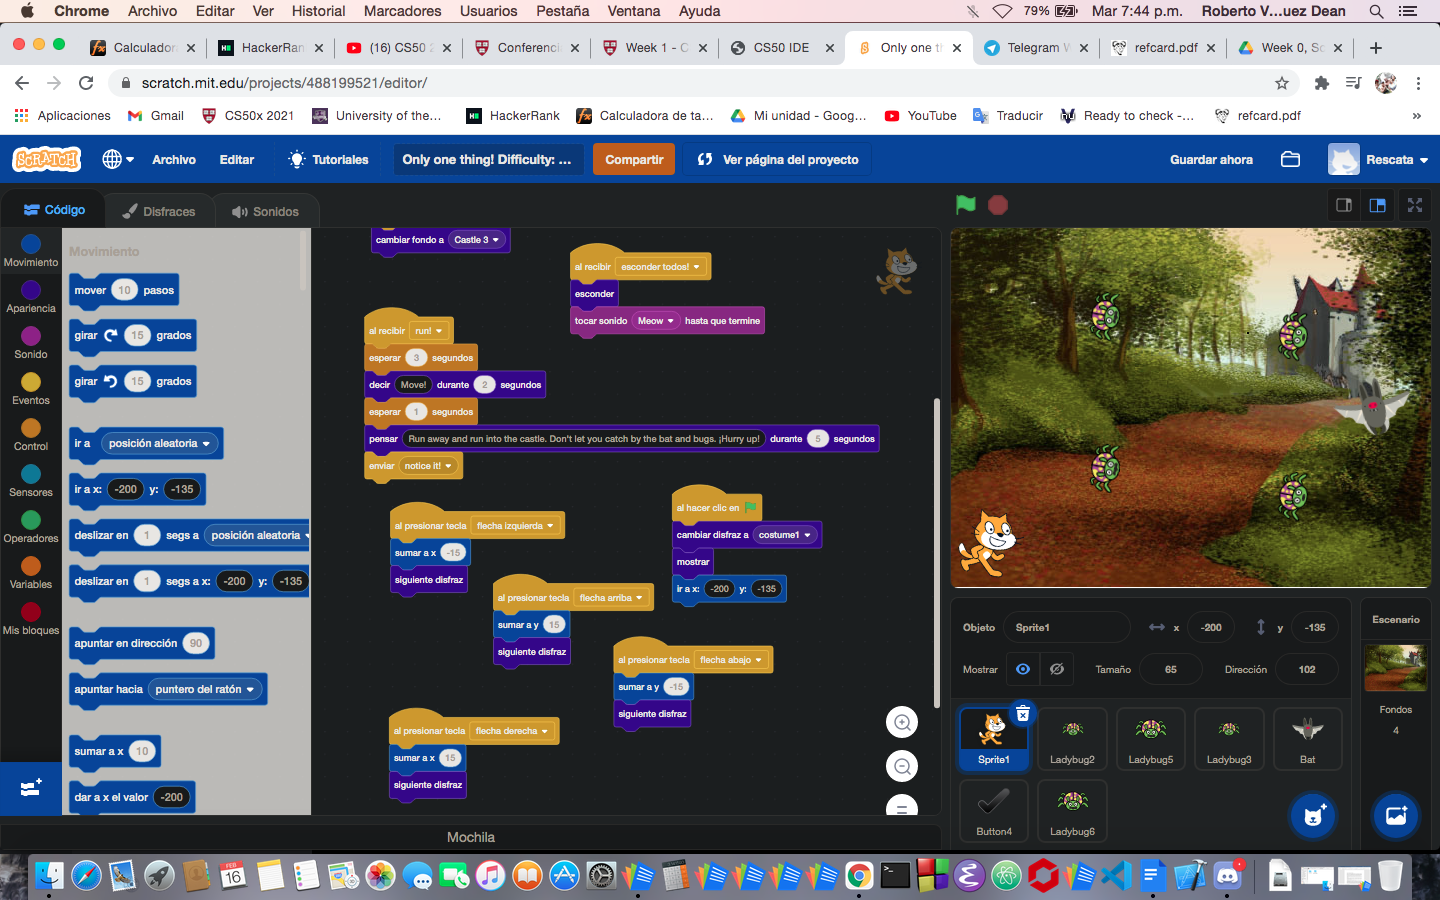 Chrome Archivo Editar Ver Historial Marcadores Usuarios Pestaña Ventana Ayuda 79% Mar 7:44 p.m. Roberto V...uez Dean
Calculador HackerRan (16) CS50 2 Conferenci Week 1 - C CS50 IDE Only one th Telegram W refcard.pdf Week 0, Sc
scratch.mit.edu/projects/488199521/editor/
Aplicaciones Gmail CS50x 2021 University of the... HackerRank Calculadora de ta... Mi unidad - Goog... YouTube Traducir Ready to check -... refcard.pdf »
SCRATCH Archivo Editar Tutoriales Only one thing! Difficulty: ... Compartir Ver página del proyecto Guardar ahora Rescata
Código Disfraces Sonidos
Movimiento
Apariencia
Sonido
Eventos
Control
Sensores
Operadores
Variables
Mis bloques
Movimiento
mover 10 pasos
girar 15 grados
girar 15 grados
ir a posición aleatoria
ir a x: -200 y: -135
deslizar en 1 segs a posición aleatoria
deslizar en 1 segs a x: -200 y: -135
apuntar en dirección 90
apuntar hacia puntero del ratón
sumar a x 10
dar a x el valor -200
cambiar fondo a Castle 3
al recibir esconder todos!
esconder
tocar sonido Meow hasta que termine
al recibir run!
esperar 3 segundos
decir Move! durante 2 segundos
esperar 1 segundos
pensar Run away and run into the castle. Don't let you catch by the bat and bugs. ¡Hurry up! durante 5 segundos
enviar notice it!
al presionar tecla flecha izquierda
sumar a x -15
siguiente disfraz
al hacer clic en
cambiar disfraz a costume1
mostrar
ir a x: -200 y: -135
al presionar tecla flecha arriba
sumar a y 15
siguiente disfraz
al presionar tecla flecha abajo
sumar a y -15
siguiente disfraz
al presionar tecla flecha derecha
sumar a x 15
siguiente disfraz
Mochila
Objeto Sprite1 x -200 y -135
Mostrar Tamaño 65 Dirección 102
Sprite1 Ladybug2 Ladybug5 Ladybug3 Bat
Button4 Ladybug6
Escenario
Fondos
4
FEB
16